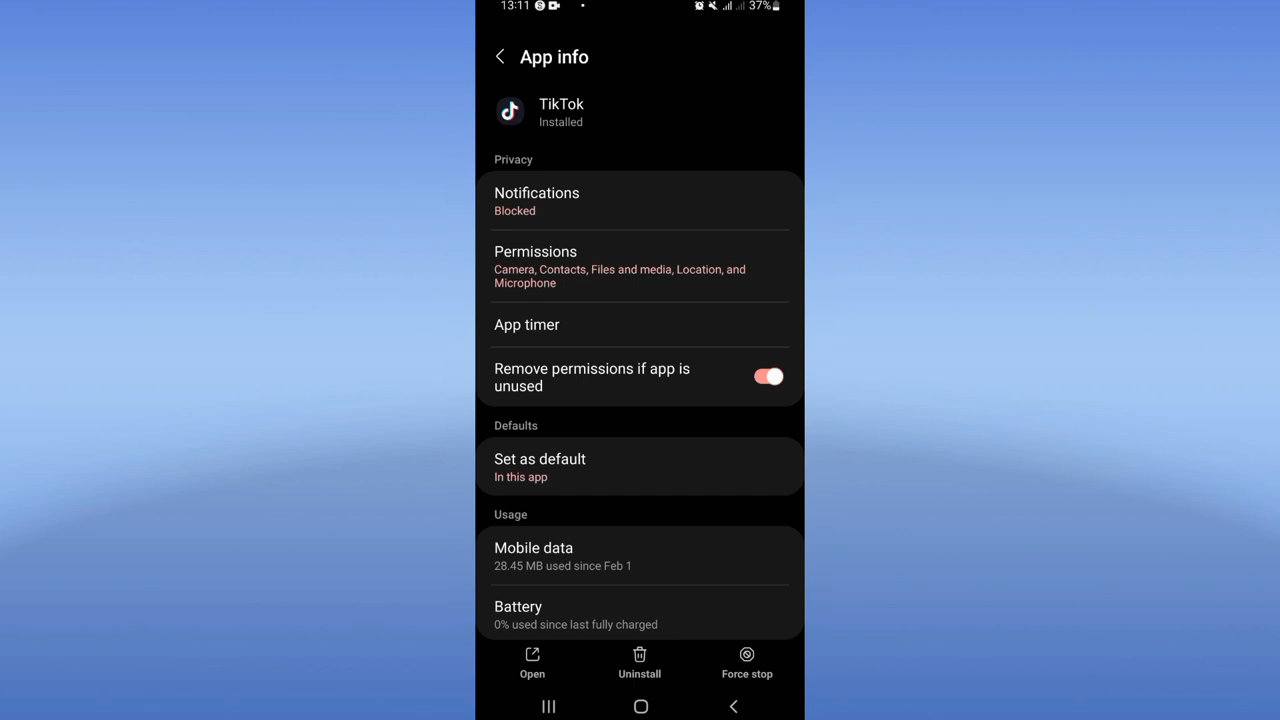 13:11
37%
App info
TikTok
Installed
Privacy
Notifications
Blocked
Permissions
Camera, Contacts, Files and media, Location, and
Microphone
App timer
Remove permissions if app is
unused
Defaults
Set as default
In this app
Usage
Mobile data
28.45 MB used since Feb 1
Battery
0% used since last fully charged
Open
Uninstall
Force stop